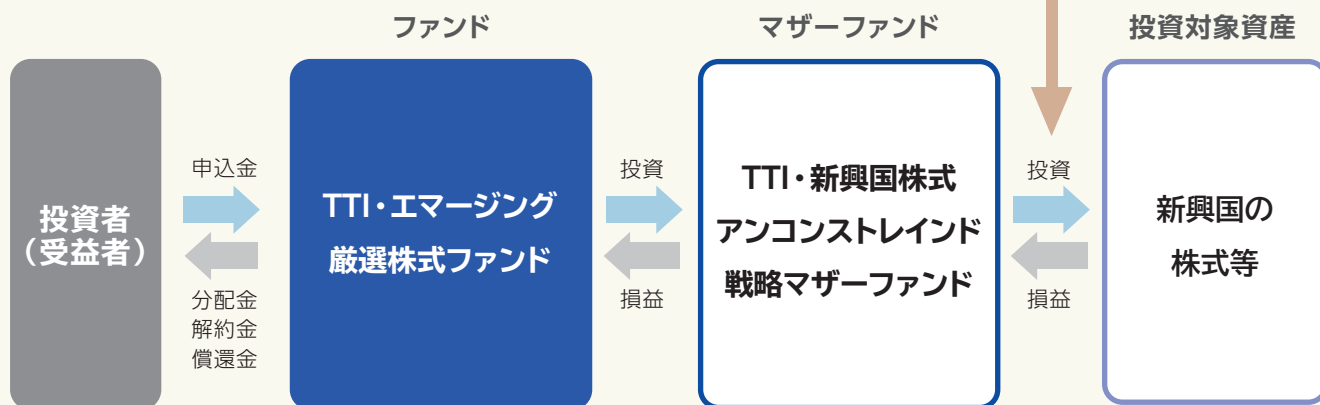 ファンド
マザーファンド
投資対象資産
投資者
（受益者）
申込金
分配金
解約金
償還金
TTI・エマージング
厳選株式ファンド
投資
損益
TTI・新興国株式
アンコンストレインド
戦略マザーファンド
投資
損益
新興国の
株式等